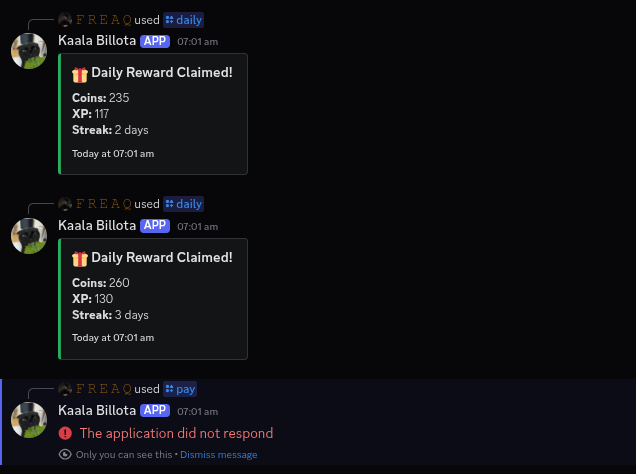 F R E A Q used daily
Kaala Billota APP 07:01 am
Daily Reward Claimed!
Coins: 235
XP: 117
Streak: 2 days
Today at 07:01 am
F R E A Q used daily
Kaala Billota APP 07:01 am
Daily Reward Claimed!
Coins: 260
XP: 130
Streak: 3 days
Today at 07:01 am
F R E A Q used pay
Kaala Billota APP 07:01 am
The application did not respond
Only you can see this • Dismiss message